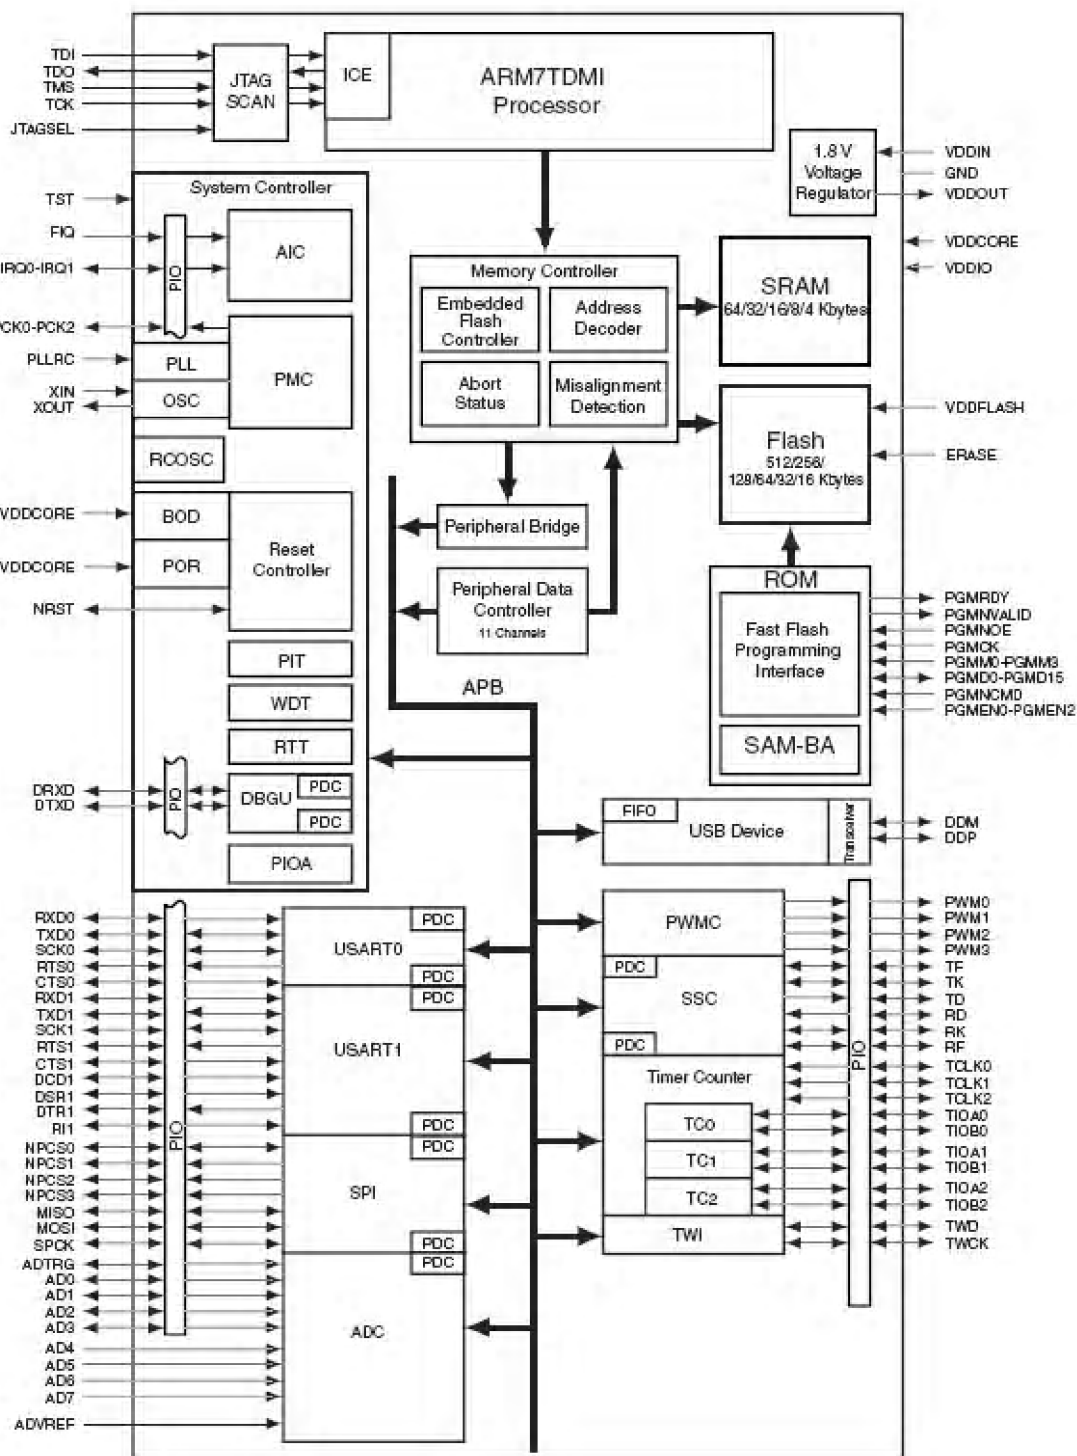 TDI
TDO
TMS
TCK
JTAGSEL
JTAG
SCAN
ICE
ARM7TDMI
Processor
1.8 V
Voltage
Regulator
VDDIN
GND
VDDOUT
VDDCORE
VDDIO
System Controller
TST
FIQ
IRQ0-IRQ1
PIO
AIC
PCK0-PCK2
PLLRC
PLL
XIN
XOUT
OSC
PMC
RCOSC
VDDCORE
BOD
VDDCORE
POR
Reset
Controller
NRST
PIT
WDT
RTT
DRXD
DTXD
PIO
DBGU
PDC
PDC
PIOA
Memory Controller
Embedded
Flash
Controller
Address
Decoder
Abort
Status
Misalignment
Detection
SRAM
64/32/16/8/4 Kbytes
Flash
512/256/
128/64/32/16 Kbytes
VDDFLASH
ERASE
Peripheral Bridge
Peripheral Data
Controller
11 Channels
APB
ROM
Fast Flash
Programming
Interface
SAM-BA
PGMRDY
PGMNVALID
PGMNOE
PGMCK
PGMM0-PGMM3
PGMD0-PGMD15
PGMNCMD
PGMEN0-PGMEN2
FIFO
USB Device
Transceiver
DDM
DDP
RXD0
TXD0
SCK0
RTS0
CTS0
RXD1
TXD1
SCK1
RTS1
CTS1
DCD1
DSR1
DTR1
RI1
NPCS0
NPCS1
NPCS2
NPCS3
MISO
MOSI
SPCK
ADTRG
AD0
AD1
AD2
AD3
AD4
AD5
AD6
AD7
ADVREF
PIO
PDC
USART0
PDC
PDC
USART1
PDC
PDC
SPI
PDC
PDC
ADC
PWMC
PDC
SSC
PDC
Timer Counter
TC0
TC1
TC2
TWI
PIO
PWM0
PWM1
PWM2
PWM3
TF
TK
TD
RD
RK
RF
TCLK0
TCLK1
TCLK2
TIOA0
TIOB0
TIOA1
TIOB1
TIOA2
TIOB2
TWD
TWCK